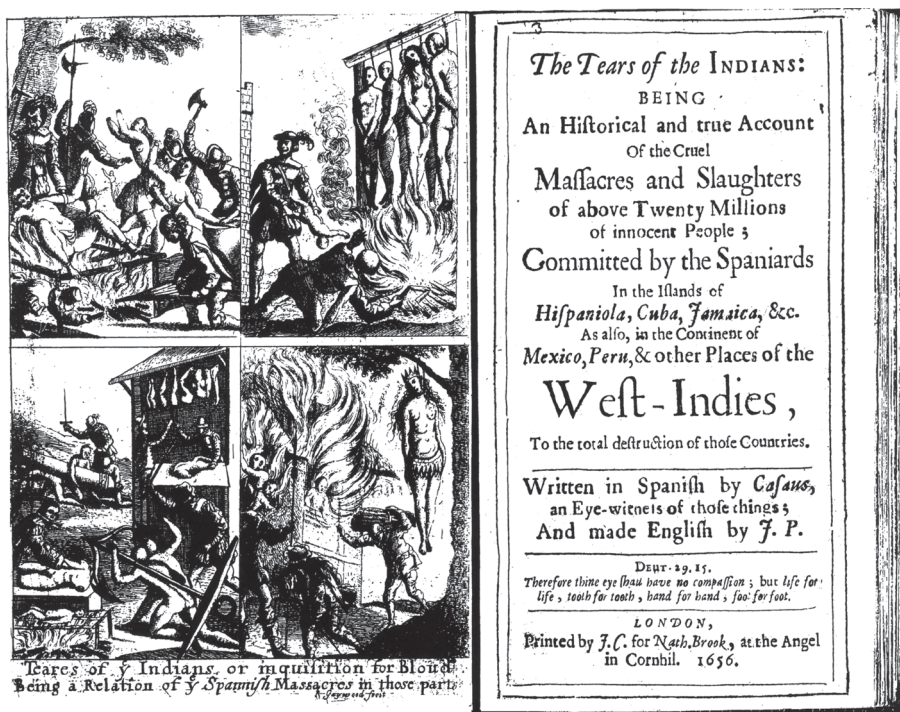 Teares of ẏ Indians or inquisition for Bloud
Being a Relation of ẏ Spannish Massacres in those part
The Tears of the INDIANS:
BEING
An Hiſtorical and true Account
Of the Cruel
Maſſacres and Slaughters
of above Twenty Millions
of innocent People;
Committed by the Spaniards
In the Iſlands of
Hiſpaniola, Cuba, Jamaica, &c.
As alſo, in the Continent of
Mexico, Peru, & other Places of the
Weſt-Indies,
To the total deſtruction of thoſe Countries.
Written in Spaniſh by Caſaus,
an Eye-witneſs of thoſe things;
And made Engliſh by J. P.
DEUT. 29.15.
Therefore thine eye ſhall have no compaſſion; but life for
life, tooth for tooth, hand for hand, foot for foot.
LONDON,
Printed by J.C. for Nath. Brook, at the Angel
in Cornhil. 1656.